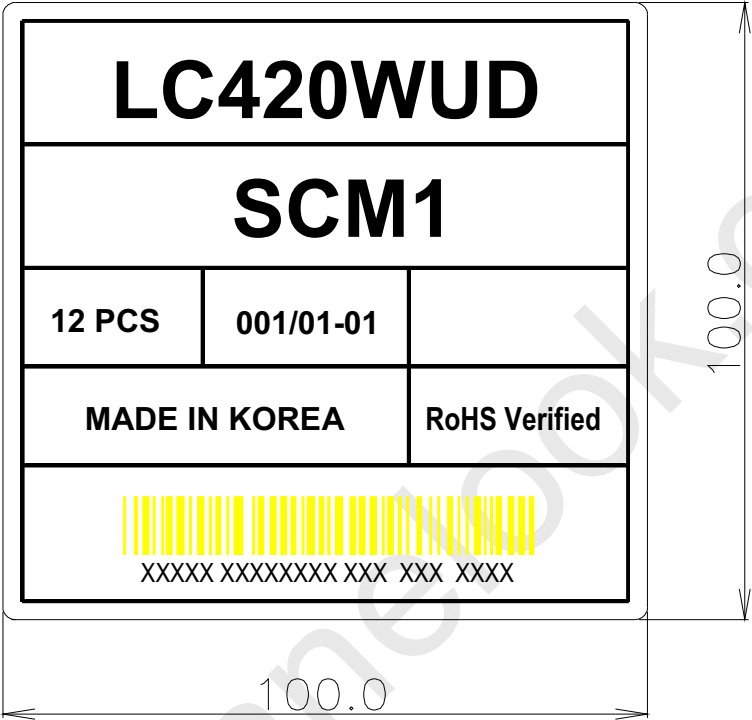 LC420WUD
SCM1
12 PCS
001/01-01
MADE IN KOREA
RoHS Verified
XXXXX XXXXXXXX XXX XXX XXXX
100.0
100.0